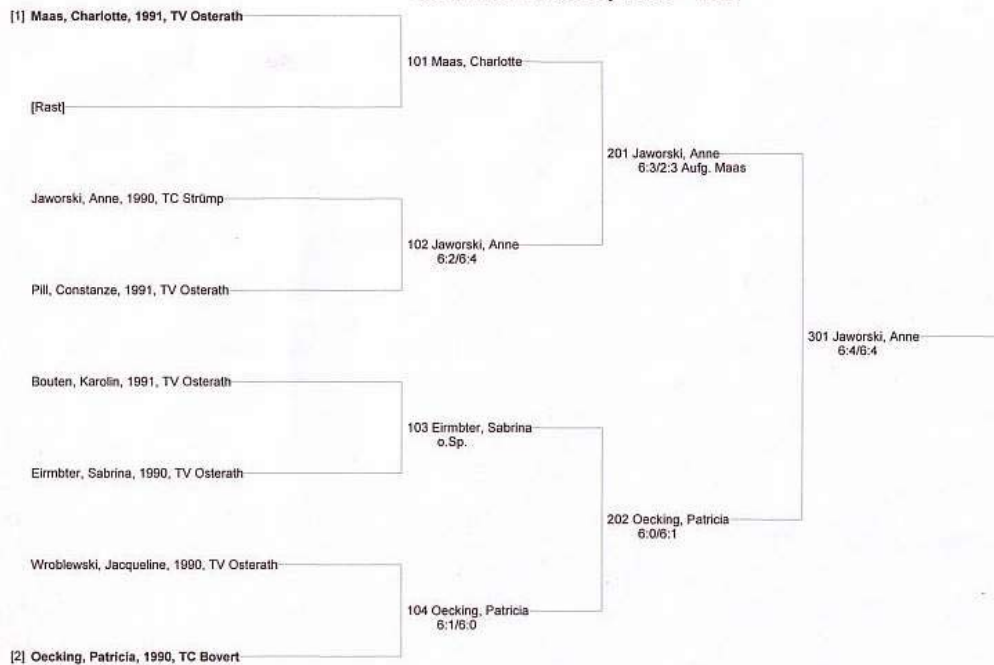 [1] Maas, Charlotte, 1991, TV Osterath
101 Maas, Charlotte
[Rast]
201 Jaworski, Anne
6:3/2:3 Aufg. Maas
Jaworski, Anne, 1990, TC Strümp
102 Jaworski, Anne
6:2/6:4
Pill, Constanze, 1991, TV Osterath
301 Jaworski, Anne
6:4/6:4
Bouten, Karolin, 1991, TV Osterath
103 Eirmbter, Sabrina
o.Sp.
Eirmbter, Sabrina, 1990, TV Osterath
202 Oecking, Patricia
6:0/6:1
Wroblewski, Jacqueline, 1990, TV Osterath
104 Oecking, Patricia
6:1/6:0
[2] Oecking, Patricia, 1990, TC Bovert